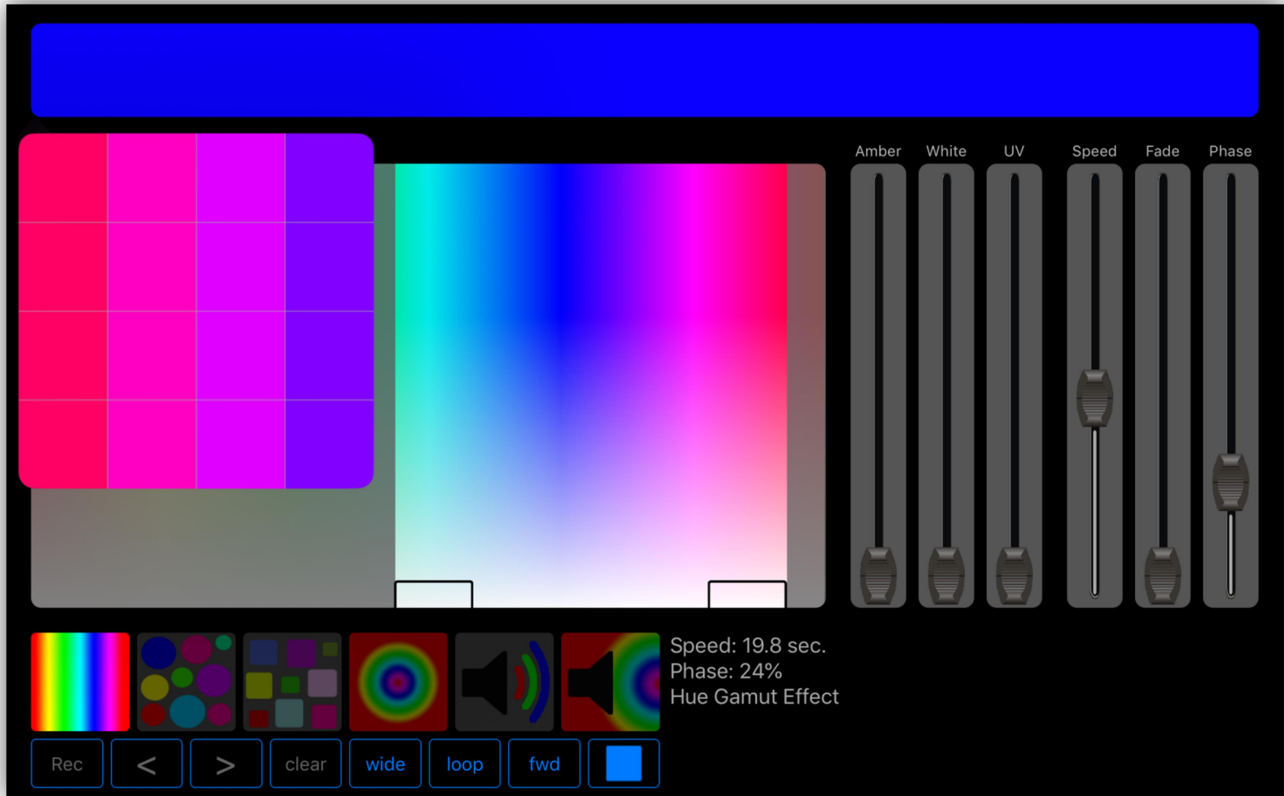 Amber White UV Speed Fade Phase
Speed: 19.8 sec.
Phase: 24%
Hue Gamut Effect
Rec < > clear wide loop fwd